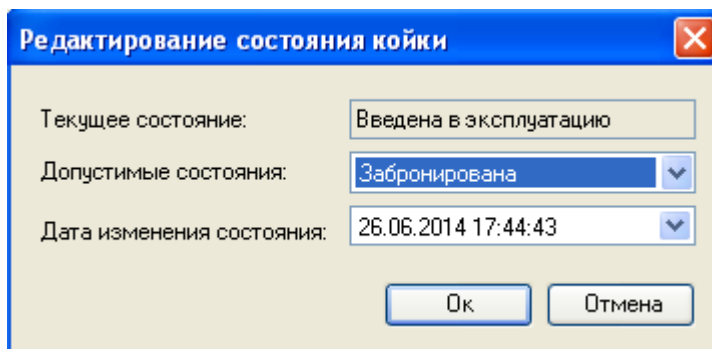 Редактирование состояния койки
Текущее состояние: Введена в эксплуатацию
Допустимые состояния: Забронирована
Дата изменения состояния: 26.06.2014 17:44:43
Ок Отмена